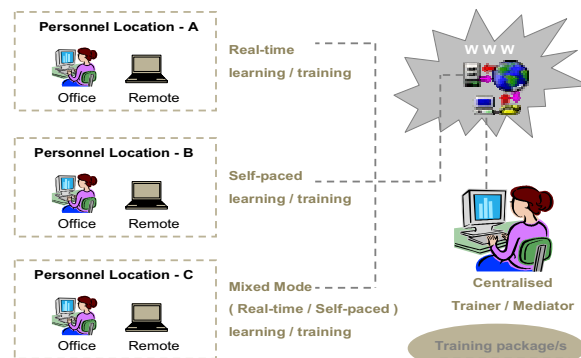 Personnel Location - A
Office
Remote
Real-time
learning / training
Personnel Location - B
Office
Remote
Self-paced
learning / training
Personnel Location - C
Office
Remote
Mixed Mode
( Real-time / Self-paced )
learning / training
W W W
Centralised
Trainer / Mediator
Training package/s